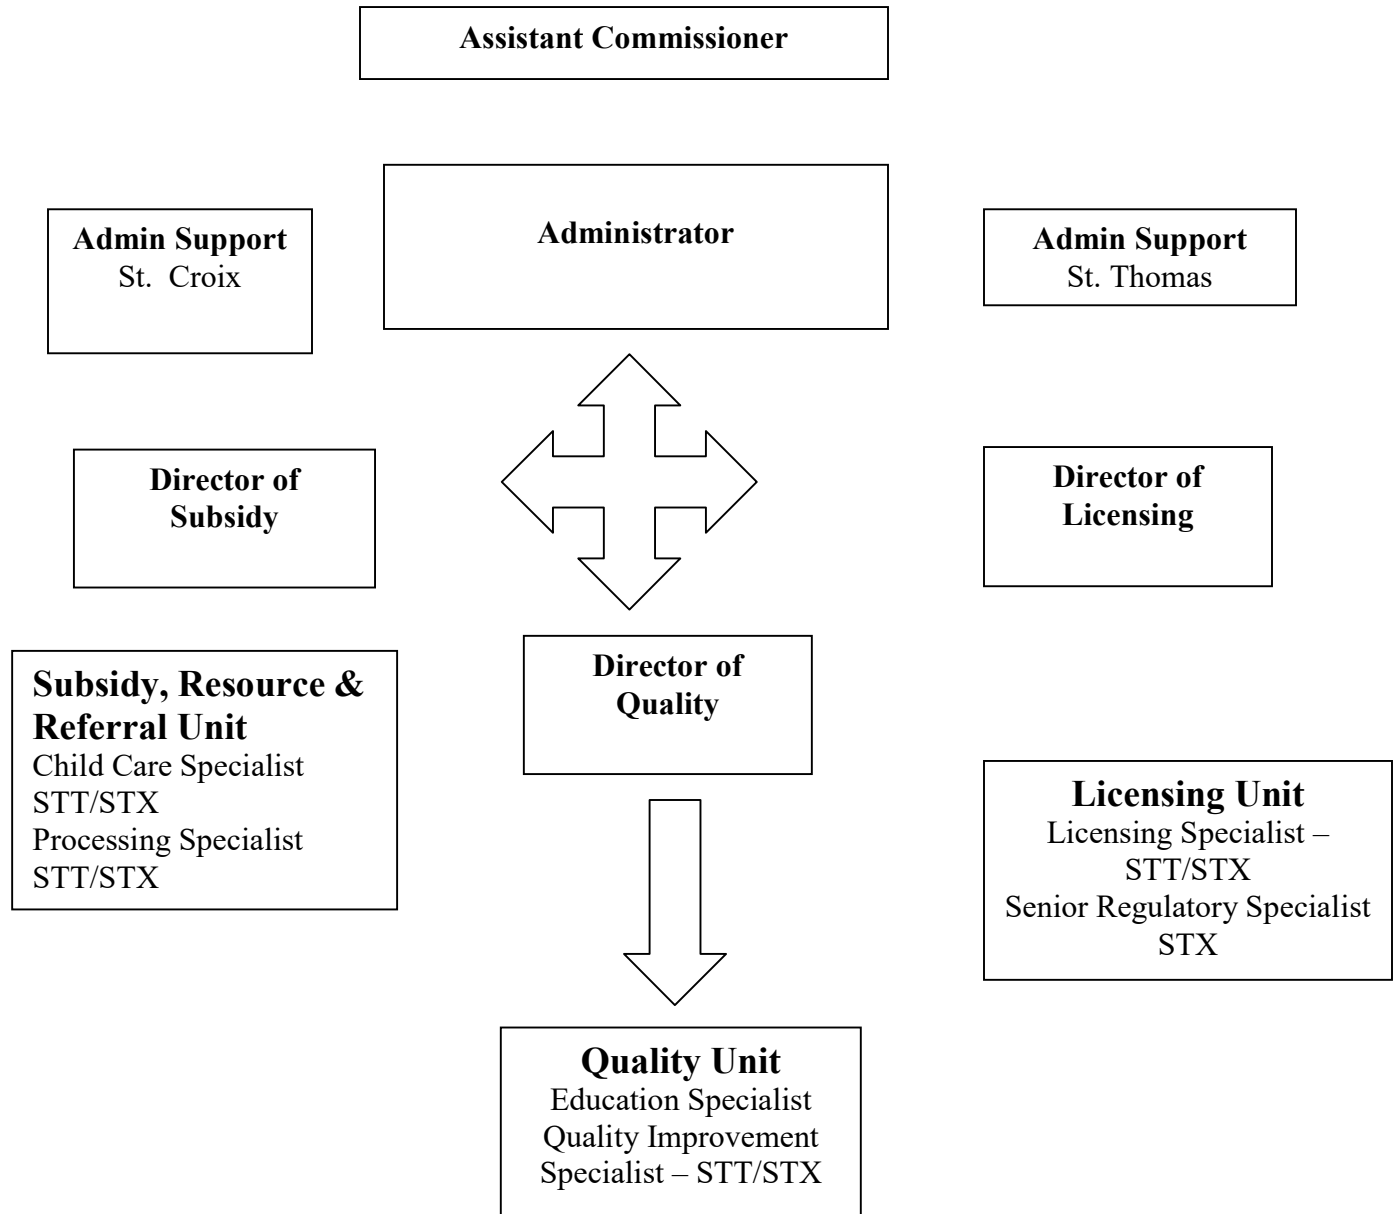 Assistant Commissioner
Administrator
Admin Support
St. Croix
Admin Support
St. Thomas
Director of
Subsidy
Director of
Licensing
Director of
Quality
Subsidy, Resource &
Referral Unit
Child Care Specialist
STT/STX
Processing Specialist
STT/STX
Licensing Unit
Licensing Specialist –
STT/STX
Senior Regulatory Specialist
STX
Quality Unit
Education Specialist
Quality Improvement
Specialist – STT/STX